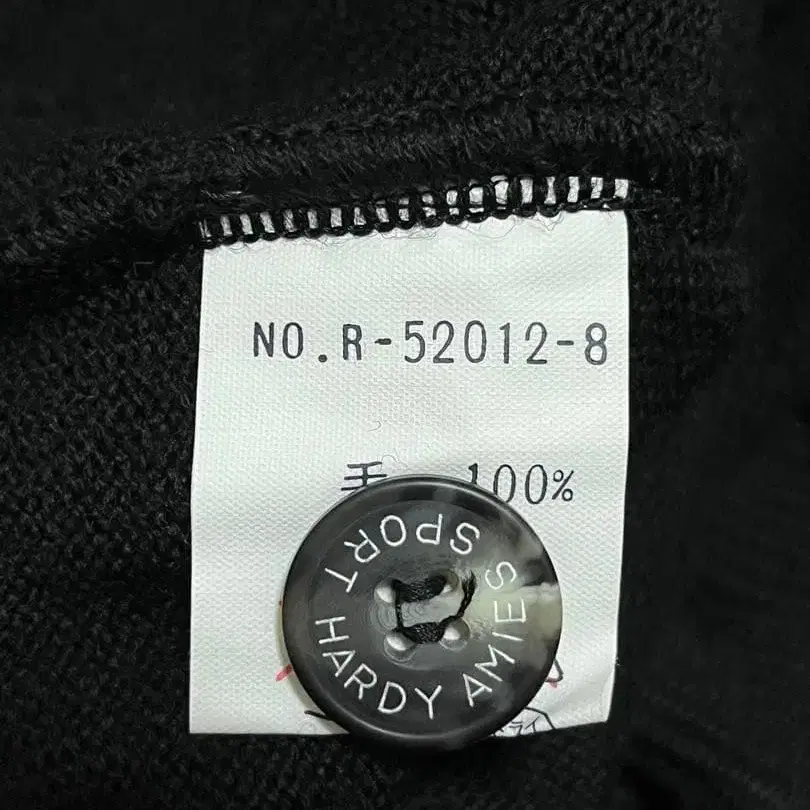 NO.R-52012-8
毛 100%
SPORT
HARDY AMIES